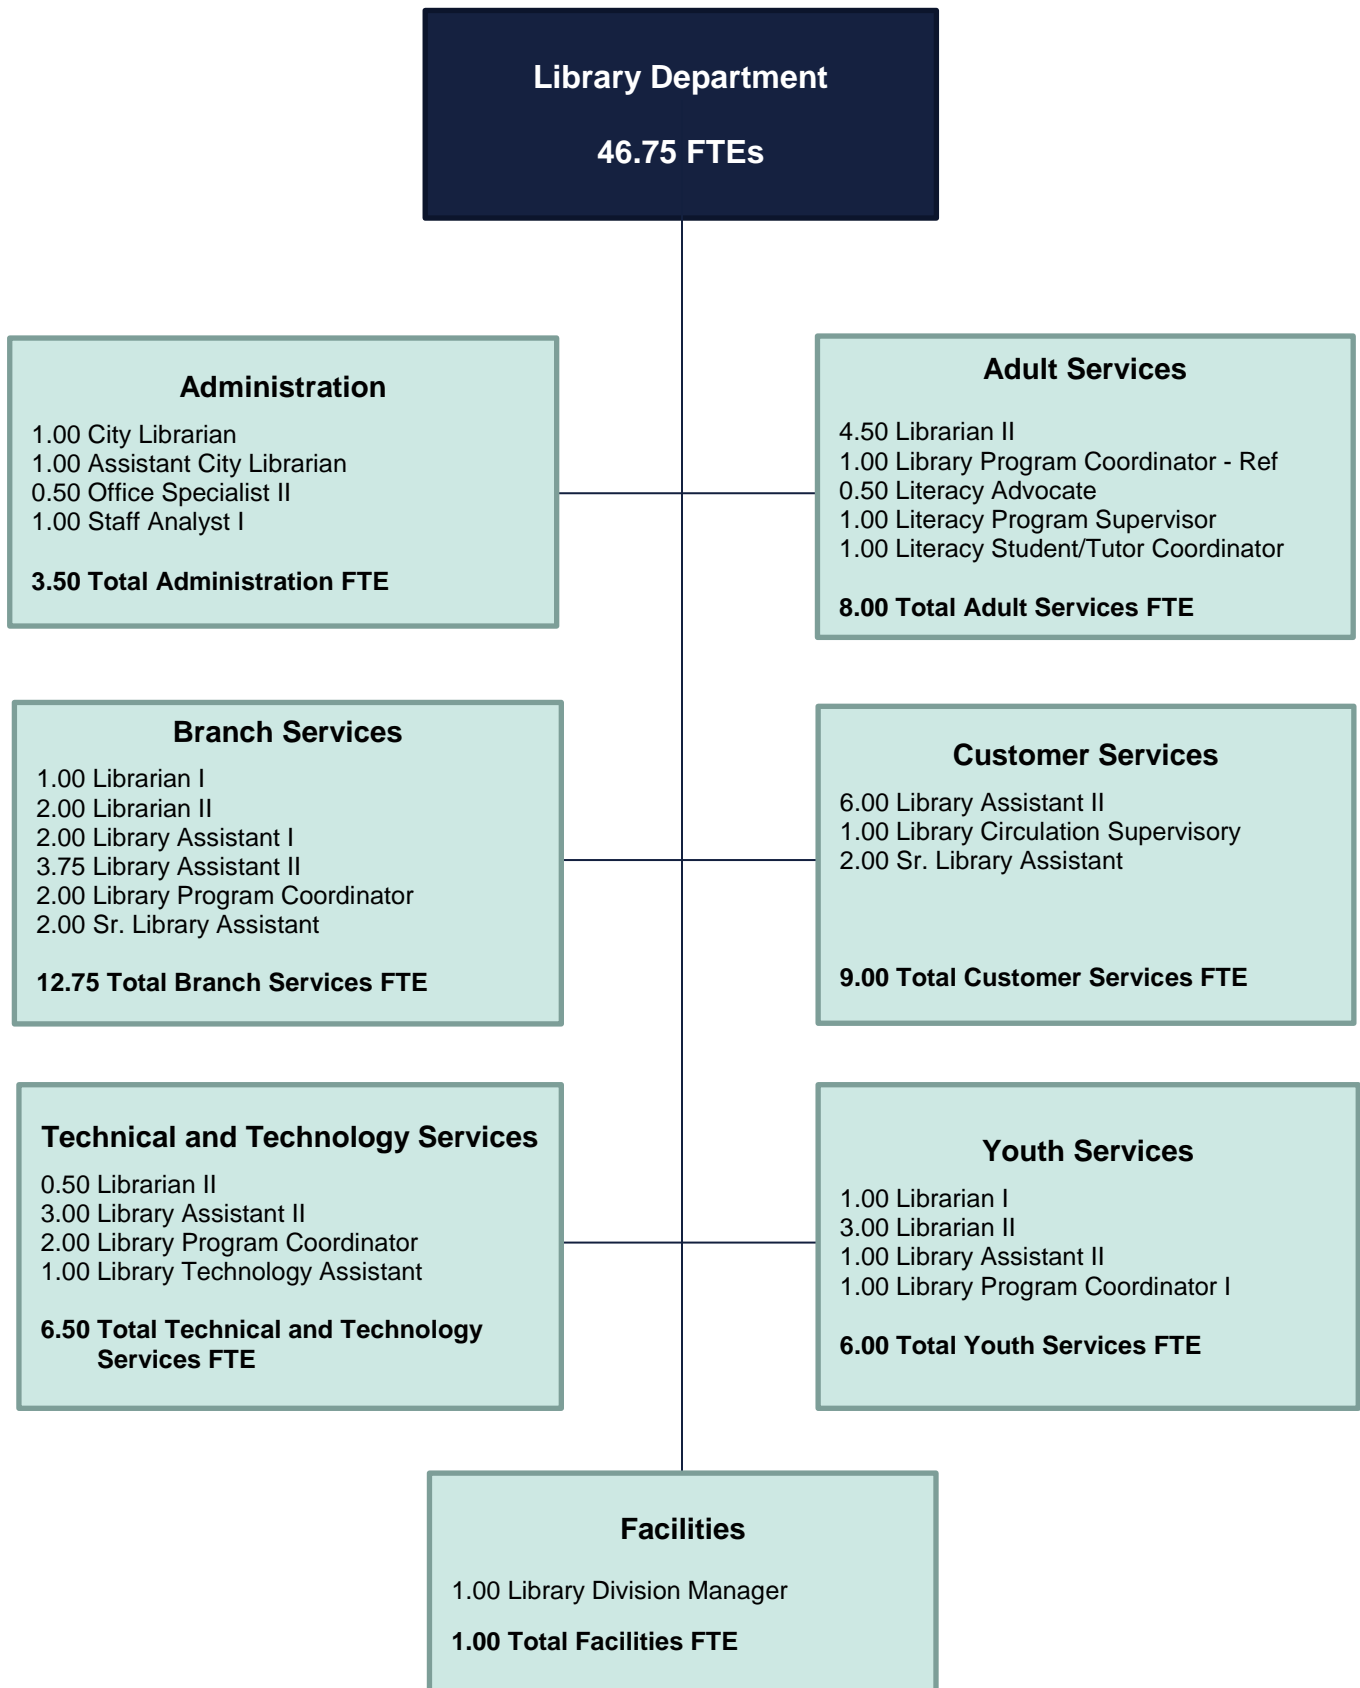 Library Department
46.75 FTEs
Administration
1.00 City Librarian
1.00 Assistant City Librarian
0.50 Office Specialist II
1.00 Staff Analyst I
3.50 Total Administration FTE
Adult Services
4.50 Librarian II
1.00 Library Program Coordinator - Ref
0.50 Literacy Advocate
1.00 Literacy Program Supervisor
1.00 Literacy Student/Tutor Coordinator
8.00 Total Adult Services FTE
Branch Services
1.00 Librarian I
2.00 Librarian II
2.00 Library Assistant I
3.75 Library Assistant II
2.00 Library Program Coordinator
2.00 Sr. Library Assistant
12.75 Total Branch Services FTE
Customer Services
6.00 Library Assistant II
1.00 Library Circulation Supervisory
2.00 Sr. Library Assistant
9.00 Total Customer Services FTE
Technical and Technology Services
0.50 Librarian II
3.00 Library Assistant II
2.00 Library Program Coordinator
1.00 Library Technology Assistant
6.50 Total Technical and Technology
Services FTE
Youth Services
1.00 Librarian I
3.00 Librarian II
1.00 Library Assistant II
1.00 Library Program Coordinator I
6.00 Total Youth Services FTE
Facilities
1.00 Library Division Manager
1.00 Total Facilities FTE